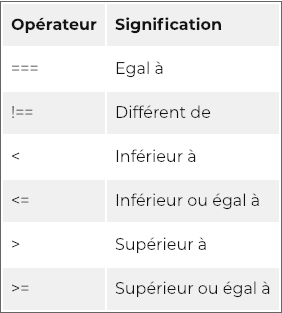 Opérateur Signification
=== Egal à
!== Différent de
< Inférieur à
<= Inférieur ou égal à
> Supérieur à
>= Supérieur ou égal à